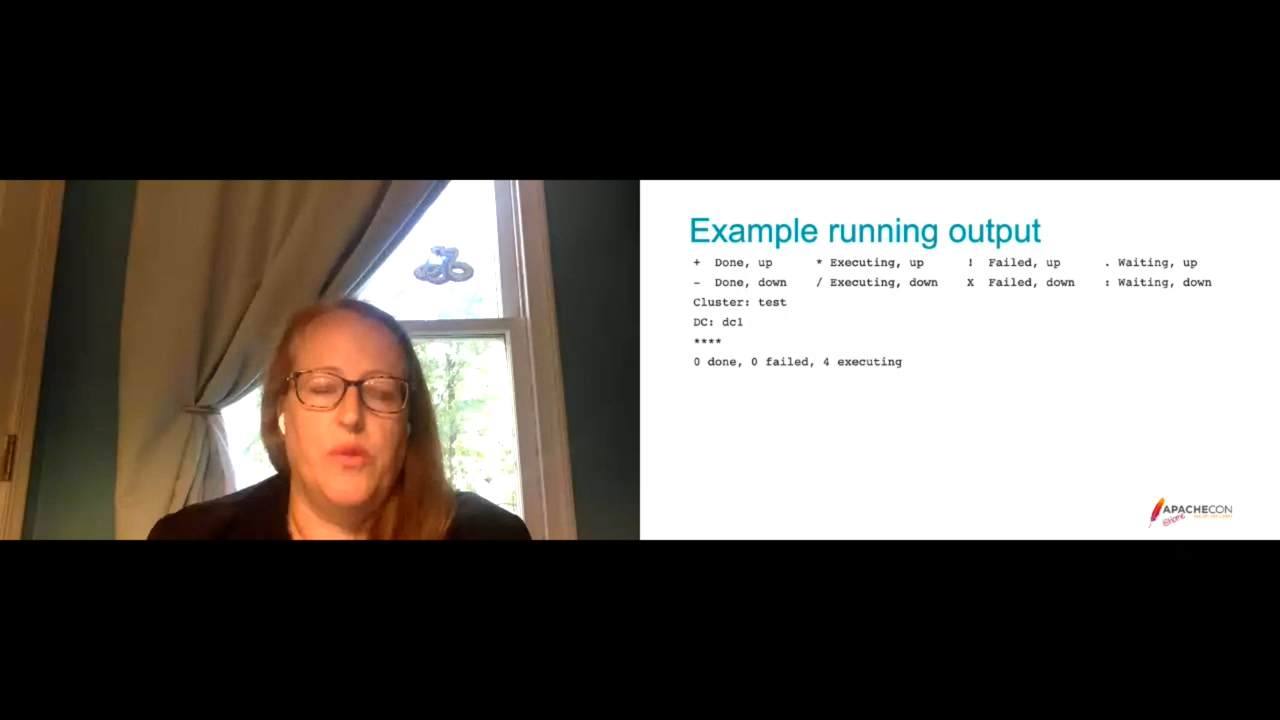 Example running output
+ Done, up * Executing, up ! Failed, up . Waiting, up
- Done, down / Executing, down X Failed, down : Waiting, down
Cluster: test
DC: dc1
****
0 done, 0 failed, 4 executing
APACHECON
@Home